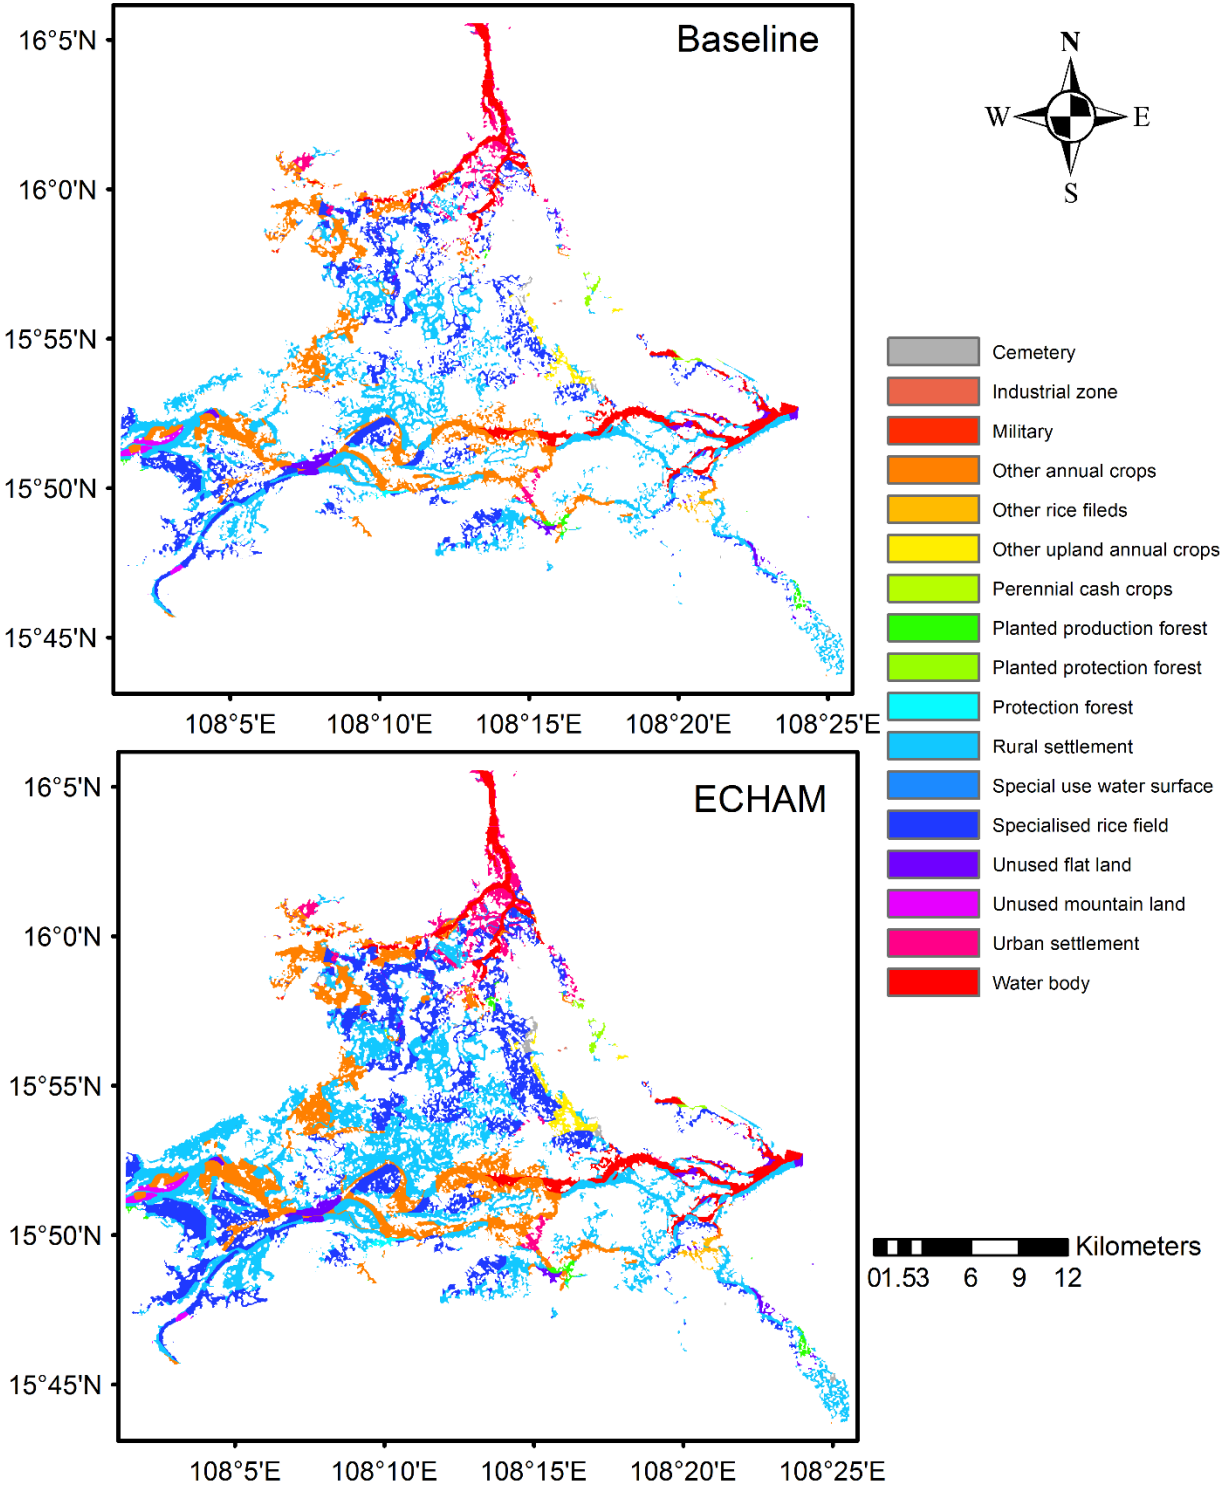 Baseline
16°5'N
16°0'N
15°55'N
15°50'N
15°45'N
108°5'E 108°10'E 108°15'E 108°20'E 108°25'E
N
W E
S
Cemetery
Industrial zone
Military
Other annual crops
Other rice fileds
Other upland annual crops
Perennial cash crops
Planted production forest
Planted protection forest
Protection forest
Rural settlement
Special use water surface
Specialised rice field
Unused flat land
Unused mountain land
Urban settlement
Water body
ECHAM
16°5'N
16°0'N
15°55'N
15°50'N
15°45'N
108°5'E 108°10'E 108°15'E 108°20'E 108°25'E
Kilometers
01.53 6 9 12